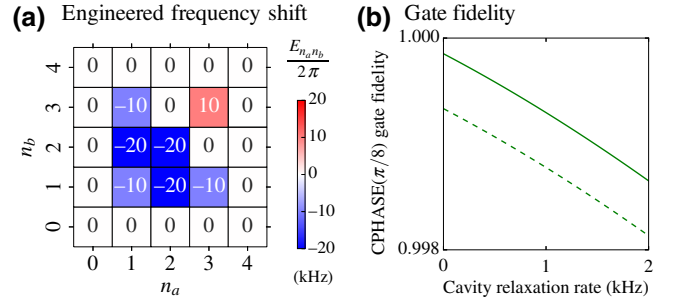 (a) Engineered frequency shift
E_{n_a n_b} / 2π
4 0 0 0 0 0
3 0 −10 0 10 0
2 0 −20 −20 0 0
1 0 −10 −20 −10 0
0 0 0 0 0 0
0 1 2 3 4
n_a
n_b
20
10
0
−10
−20
(kHz)
(b) Gate fidelity
1.000
0.998
CPHASE(π/8) gate fidelity
0 1 2
Cavity relaxation rate (kHz)